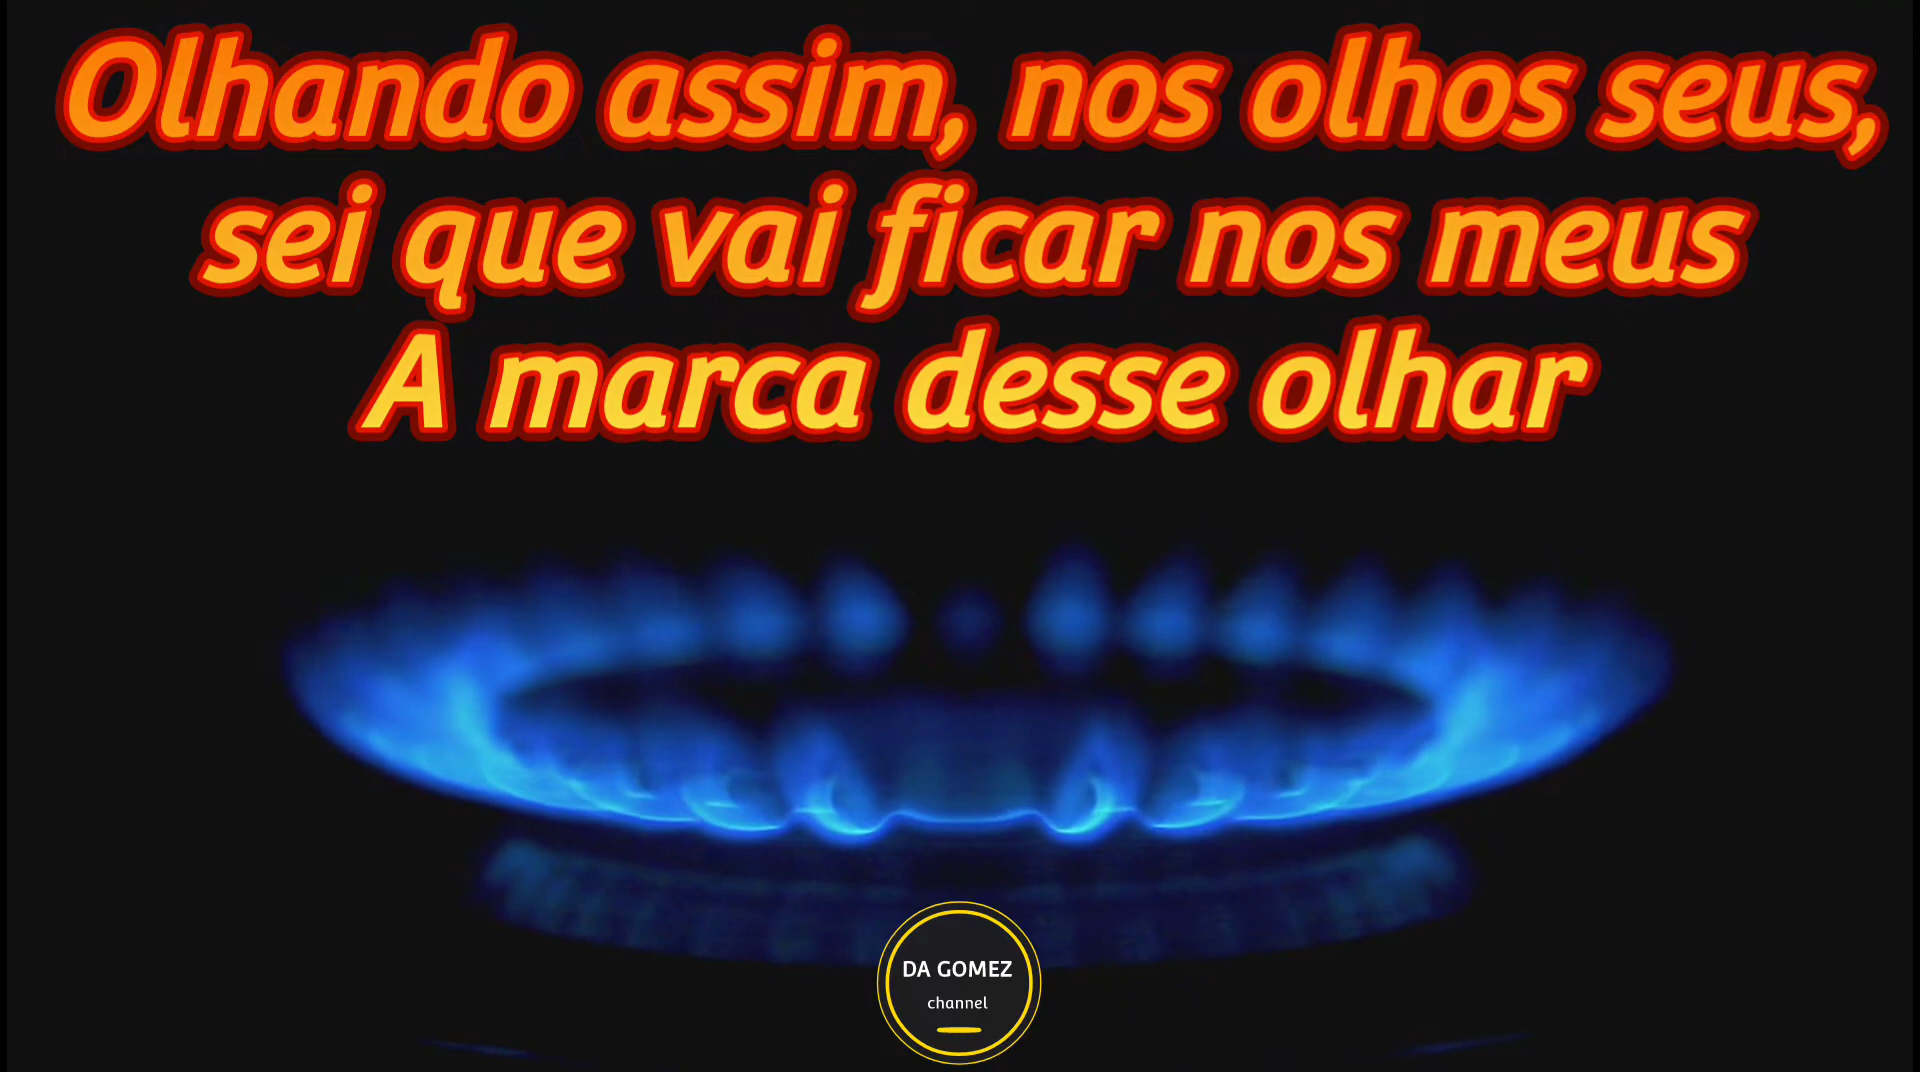 Olhando assim, nos olhos seus,
sei que vai ficar nos meus
A marca desse olhar
DA GOMEZ
channel